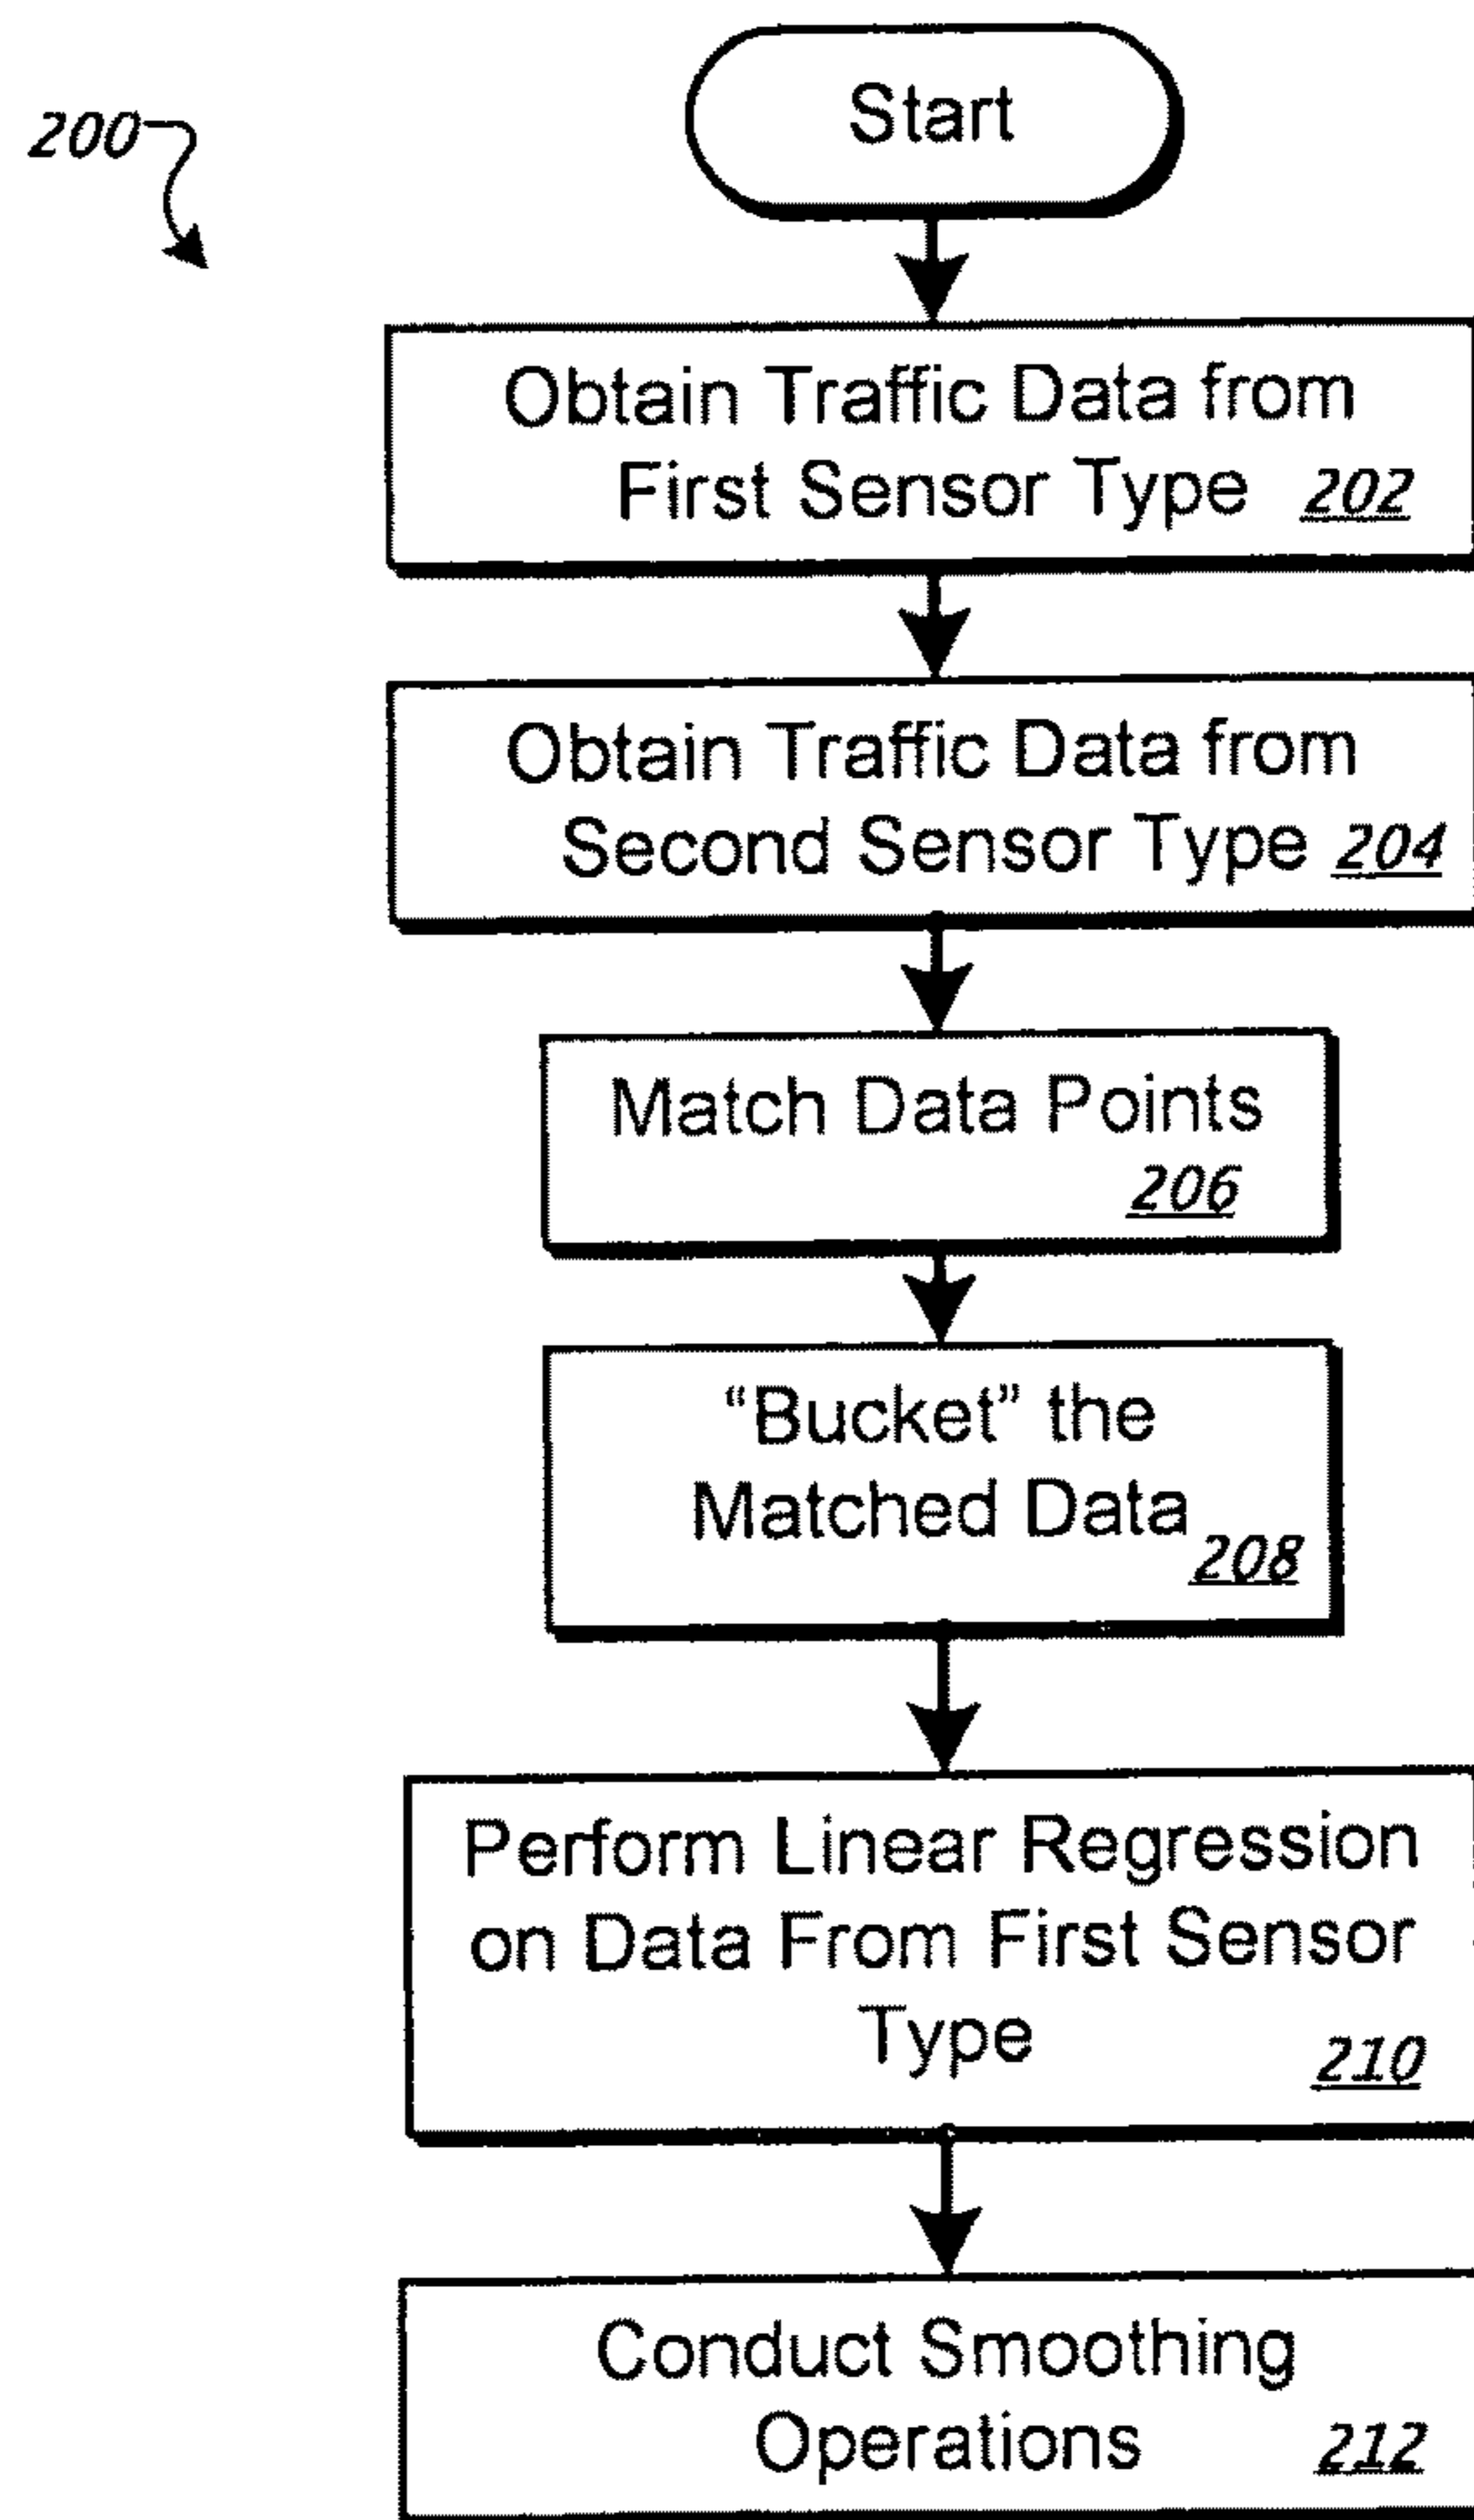 200
Start
Obtain Traffic Data from
First Sensor Type 202
Obtain Traffic Data from
Second Sensor Type 204
Match Data Points
206
“Bucket” the
Matched Data
208
Perform Linear Regression
on Data From First Sensor
Type 210
Conduct Smoothing
Operations 212